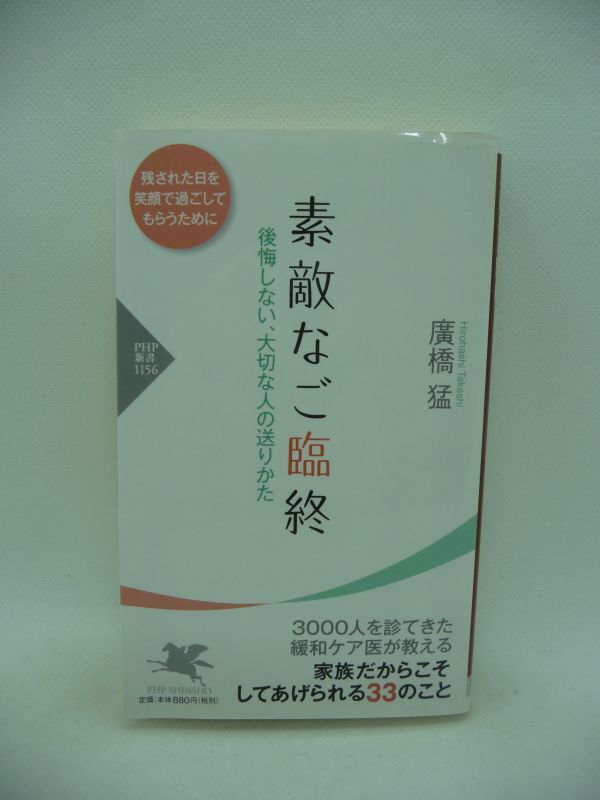 残された日を
笑顔で過ごして
もらうために
素敵なご臨終
後悔しない、大切な人の送りかた
Hirohashi Takeshi
廣橋 猛
PHP
新書
1156
3000人を診てきた
緩和ケア医が教える
家族だからこそ
してあげられる33のこと
PHP SHINSHO
定価:本体880円(税別)